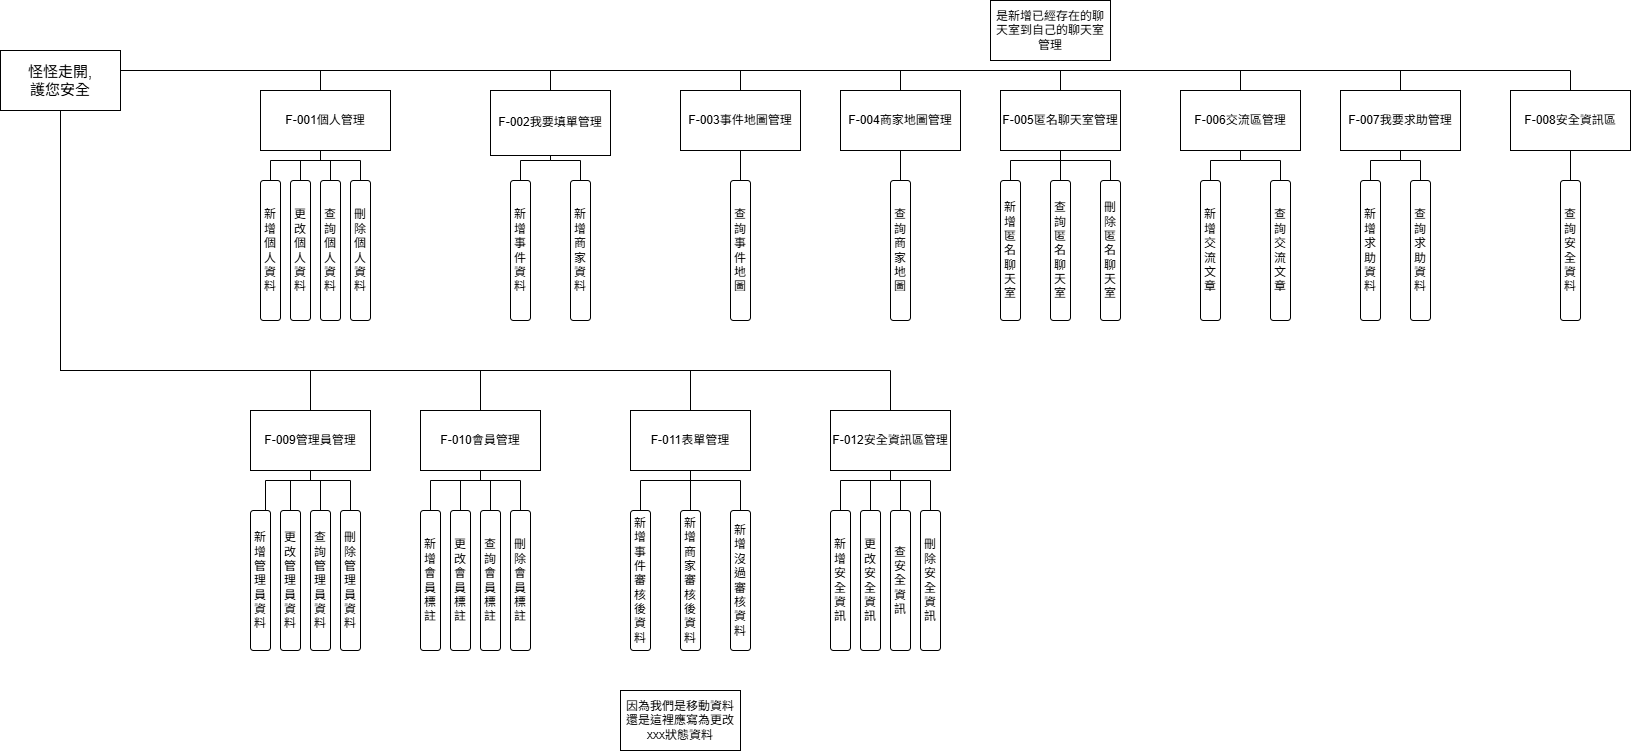 是新增已經存在的聊
天室到自己的聊天室
管理
怪怪走開,
護您安全
F-001個人管理
F-002我要填單管理
F-003事件地圖管理
F-004商家地圖管理
F-005匿名聊天室管理
F-006交流區管理
F-007我要求助管理
F-008安全資訊區
新增個人資料
更改個人資料
查詢個人資料
刪除個人資料
新增事件資料
新增商家資料
查詢事件地圖
查詢商家地圖
新增匿名聊天室
查詢匿名聊天室
刪除匿名聊天室
新增交流文章
查詢交流文章
新增求助資料
查詢求助資料
查詢安全資料
F-009管理員管理
F-010會員管理
F-011表單管理
F-012安全資訊區管理
新增管理員資料
更改管理員資料
查詢管理員資料
刪除管理員資料
新增會員標註
更改會員標註
查詢會員標註
刪除會員標註
新增事件審核後資料
新增商家審核後資料
新增沒過審核資料
新增安全資訊
更改安全資訊
查安全資訊
刪除安全資訊
因為我們是移動資料
還是這裡應寫為更改
xxx狀態資料